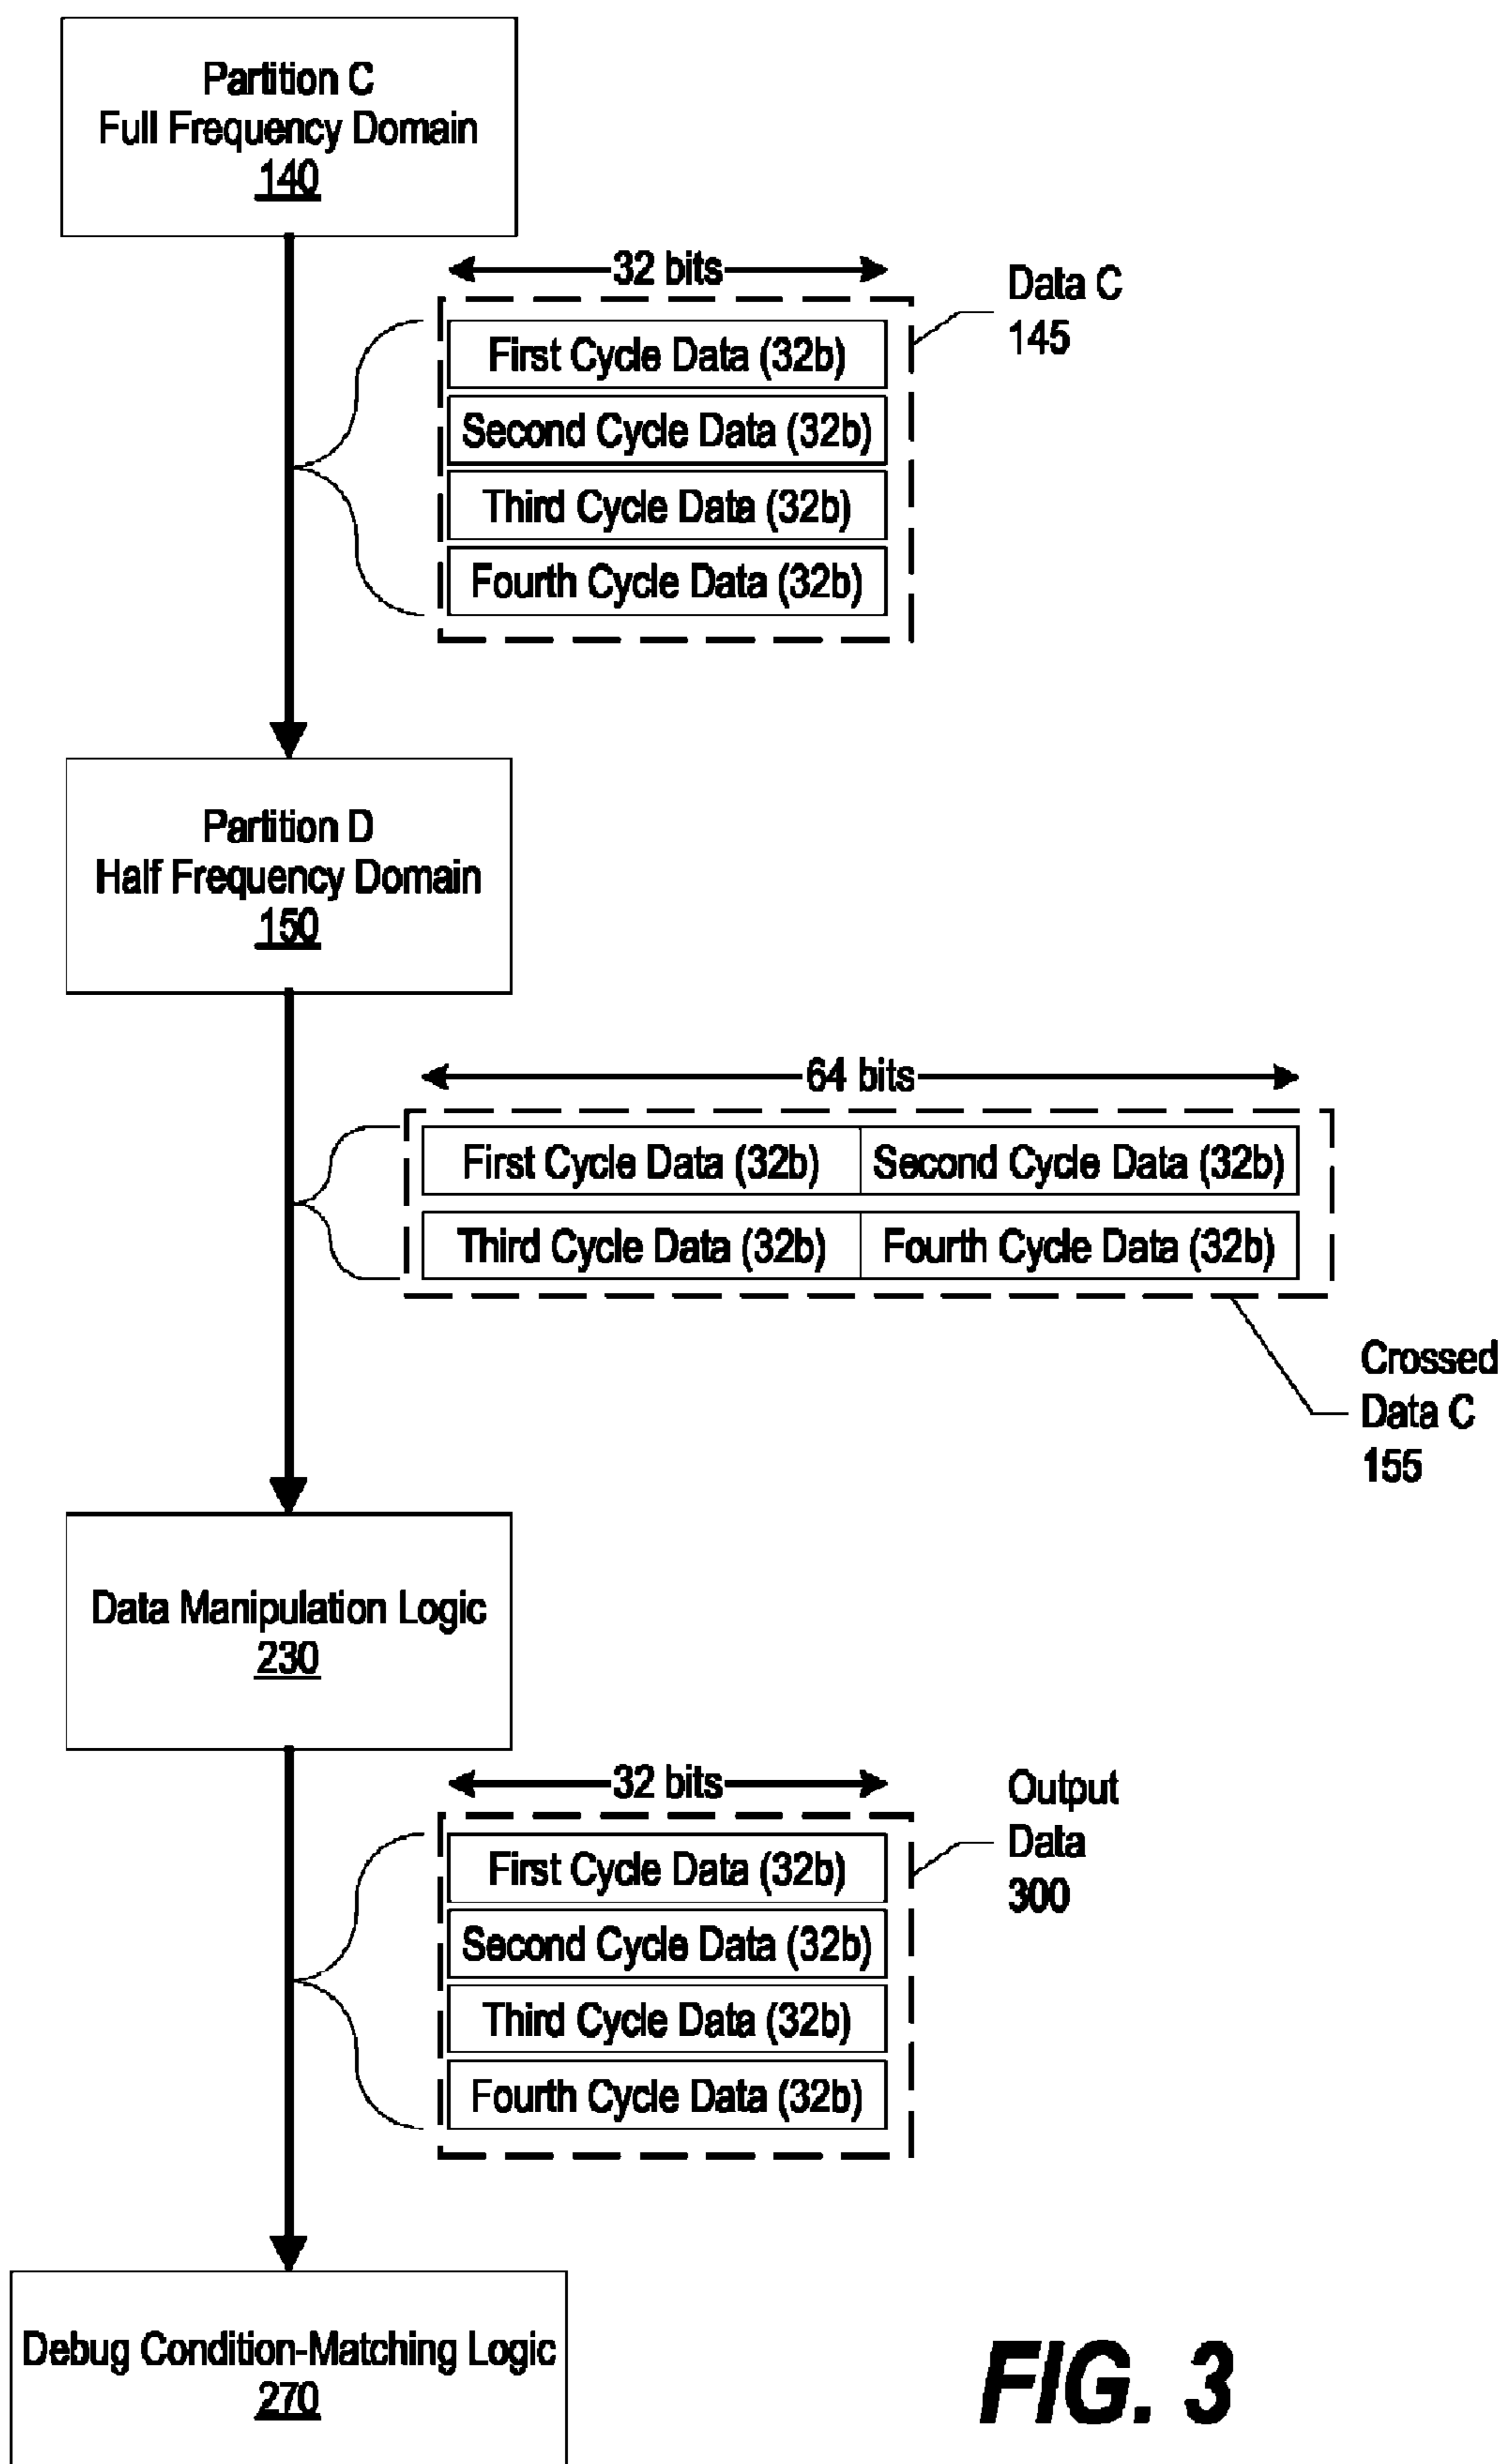 Partition C
Full Frequency Domain
140
32 bits
Data C
145
First Cycle Data (32b)
Second Cycle Data (32b)
Third Cycle Data (32b)
Fourth Cycle Data (32b)
Partition D
Half Frequency Domain
150
64 bits
First Cycle Data (32b) Second Cycle Data (32b)
Third Cycle Data (32b) Fourth Cycle Data (32b)
Crossed
Data C
155
Data Manipulation Logic
230
32 bits
Output
Data
300
First Cycle Data (32b)
Second Cycle Data (32b)
Third Cycle Data (32b)
Fourth Cycle Data (32b)
Debug Condition-Matching Logic
270
FIG. 3